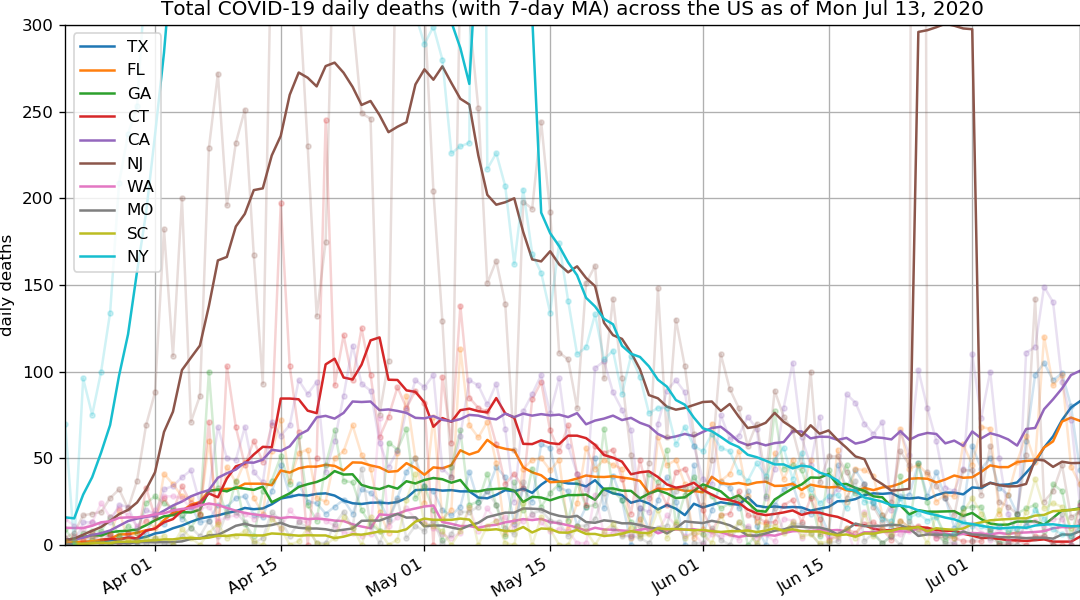 Total COVID-19 daily deaths (with 7-day MA) across the US as of Mon Jul 13, 2020
300
250
200
150
100
50
0
daily deaths
TX
FL
GA
CT
CA
NJ
WA
MO
SC
NY
Apr 01
Apr 15
May 01
May 15
Jun 01
Jun 15
Jul 01